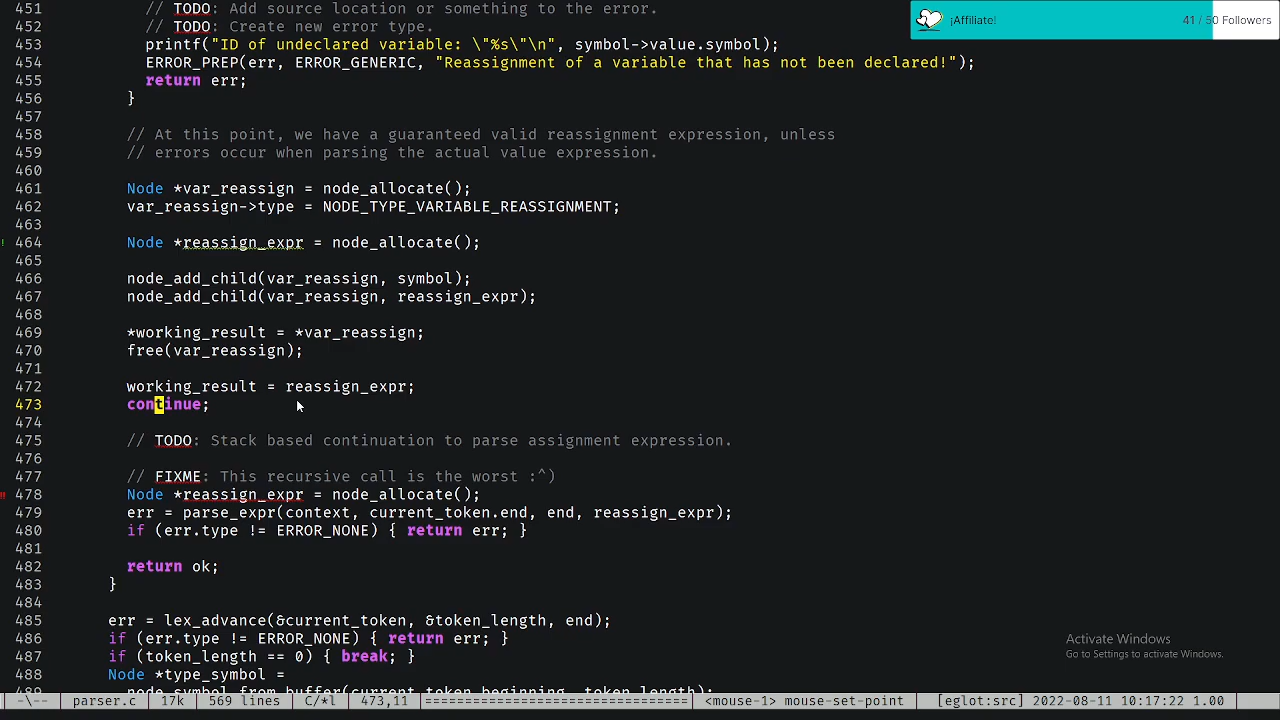 451 // TODO: Add source location or something to the error.
452 // TODO: Create new error type.
453 printf("ID of undeclared variable: \"%s\"\n", symbol->value.symbol);
454 ERROR_PREP(err, ERROR_GENERIC, "Reassignment of a variable that has not been declared!");
455 return err;
456 }
457
458 // At this point, we have a guaranteed valid reassignment expression, unless
459 // errors occur when parsing the actual value expression.
460
461 Node *var_reassign = node_allocate();
462 var_reassign->type = NODE_TYPE_VARIABLE_REASSIGNMENT;
463
! 464 Node *reassign_expr = node_allocate();
465
466 node_add_child(var_reassign, symbol);
467 node_add_child(var_reassign, reassign_expr);
468
469 *working_result = *var_reassign;
470 free(var_reassign);
471
472 working_result = reassign_expr;
473 continue;
474
475 // TODO: Stack based continuation to parse assignment expression.
476
477 // FIXME: This recursive call is the worst :^)
!! 478 Node *reassign_expr = node_allocate();
479 err = parse_expr(context, current_token.end, end, reassign_expr);
480 if (err.type != ERROR_NONE) { return err; }
481
482 return ok;
483 }
484
485 err = lex_advance(&current_token, &token_length, end);
486 if (err.type != ERROR_NONE) { return err; }
487 if (token_length == 0) { break; }
488 Node *type_symbol =
489 node_symbol_from_buffer(current_token.beginning, token_length);
-\-- parser.c 17k 569 lines C/*l 473,11 ============================= <mouse-1> mouse-set-point [eglot:src] 2022-08-11 10:17:22 1.00
¡Affiliate! 41 / 50 Followers
Activate Windows
Go to Settings to activate Windows.